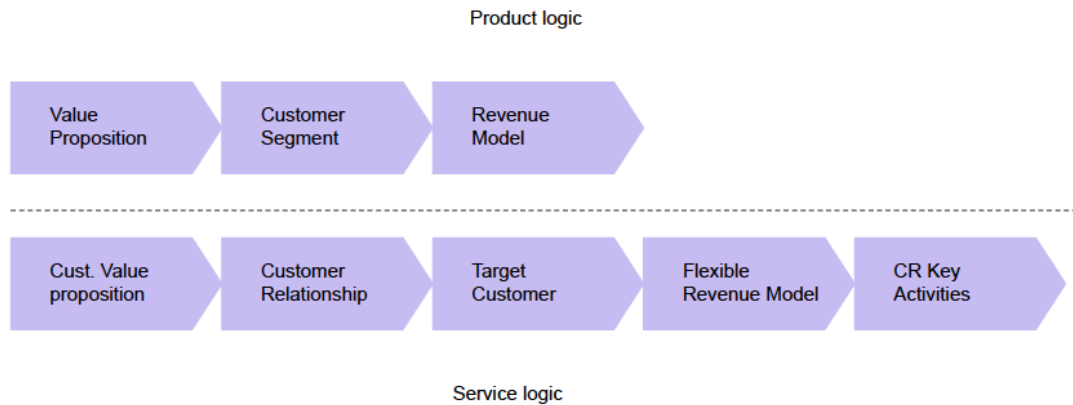 Product logic
Value
Proposition
Customer
Segment
Revenue
Model
Cust. Value
proposition
Customer
Relationship
Target
Customer
Flexible
Revenue Model
CR Key
Activities
Service logic